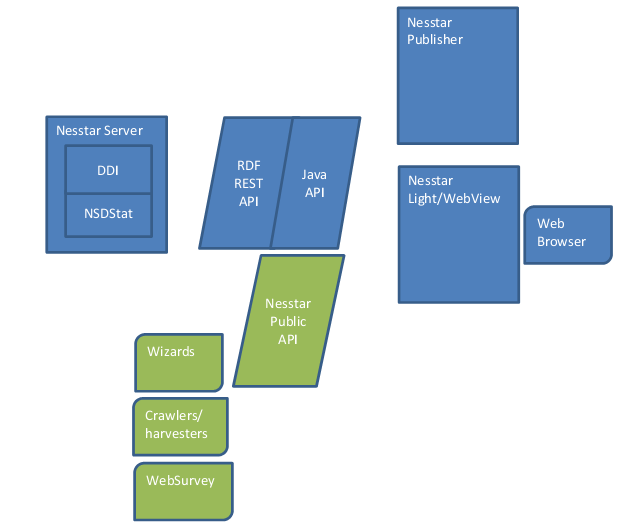 Nesstar
Publisher
Nesstar Server
DDI
NSDStat
RDF
REST
API
Java
API
Nesstar
Light/WebView
Web
Browser
Nesstar
Public
API
Wizards
Crawlers/
harvesters
WebSurvey